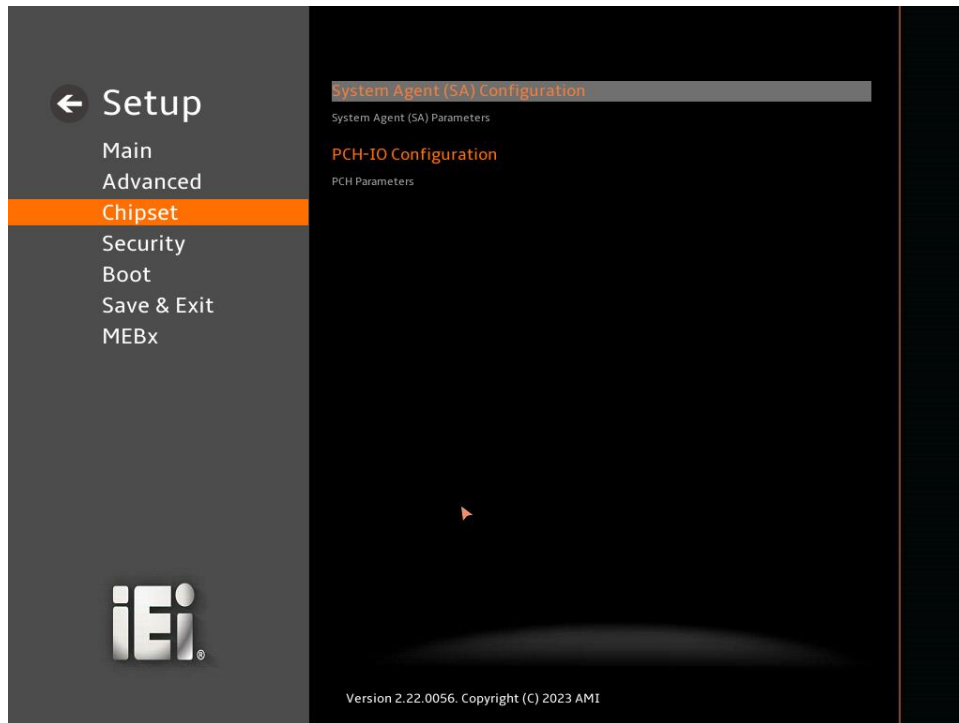 Setup
Main
Advanced
Chipset
Security
Boot
Save & Exit
MEBx
System Agent (SA) Configuration
System Agent (SA) Parameters
PCH-IO Configuration
PCH Parameters
iEi®
Version 2.22.0056. Copyright (C) 2023 AMI